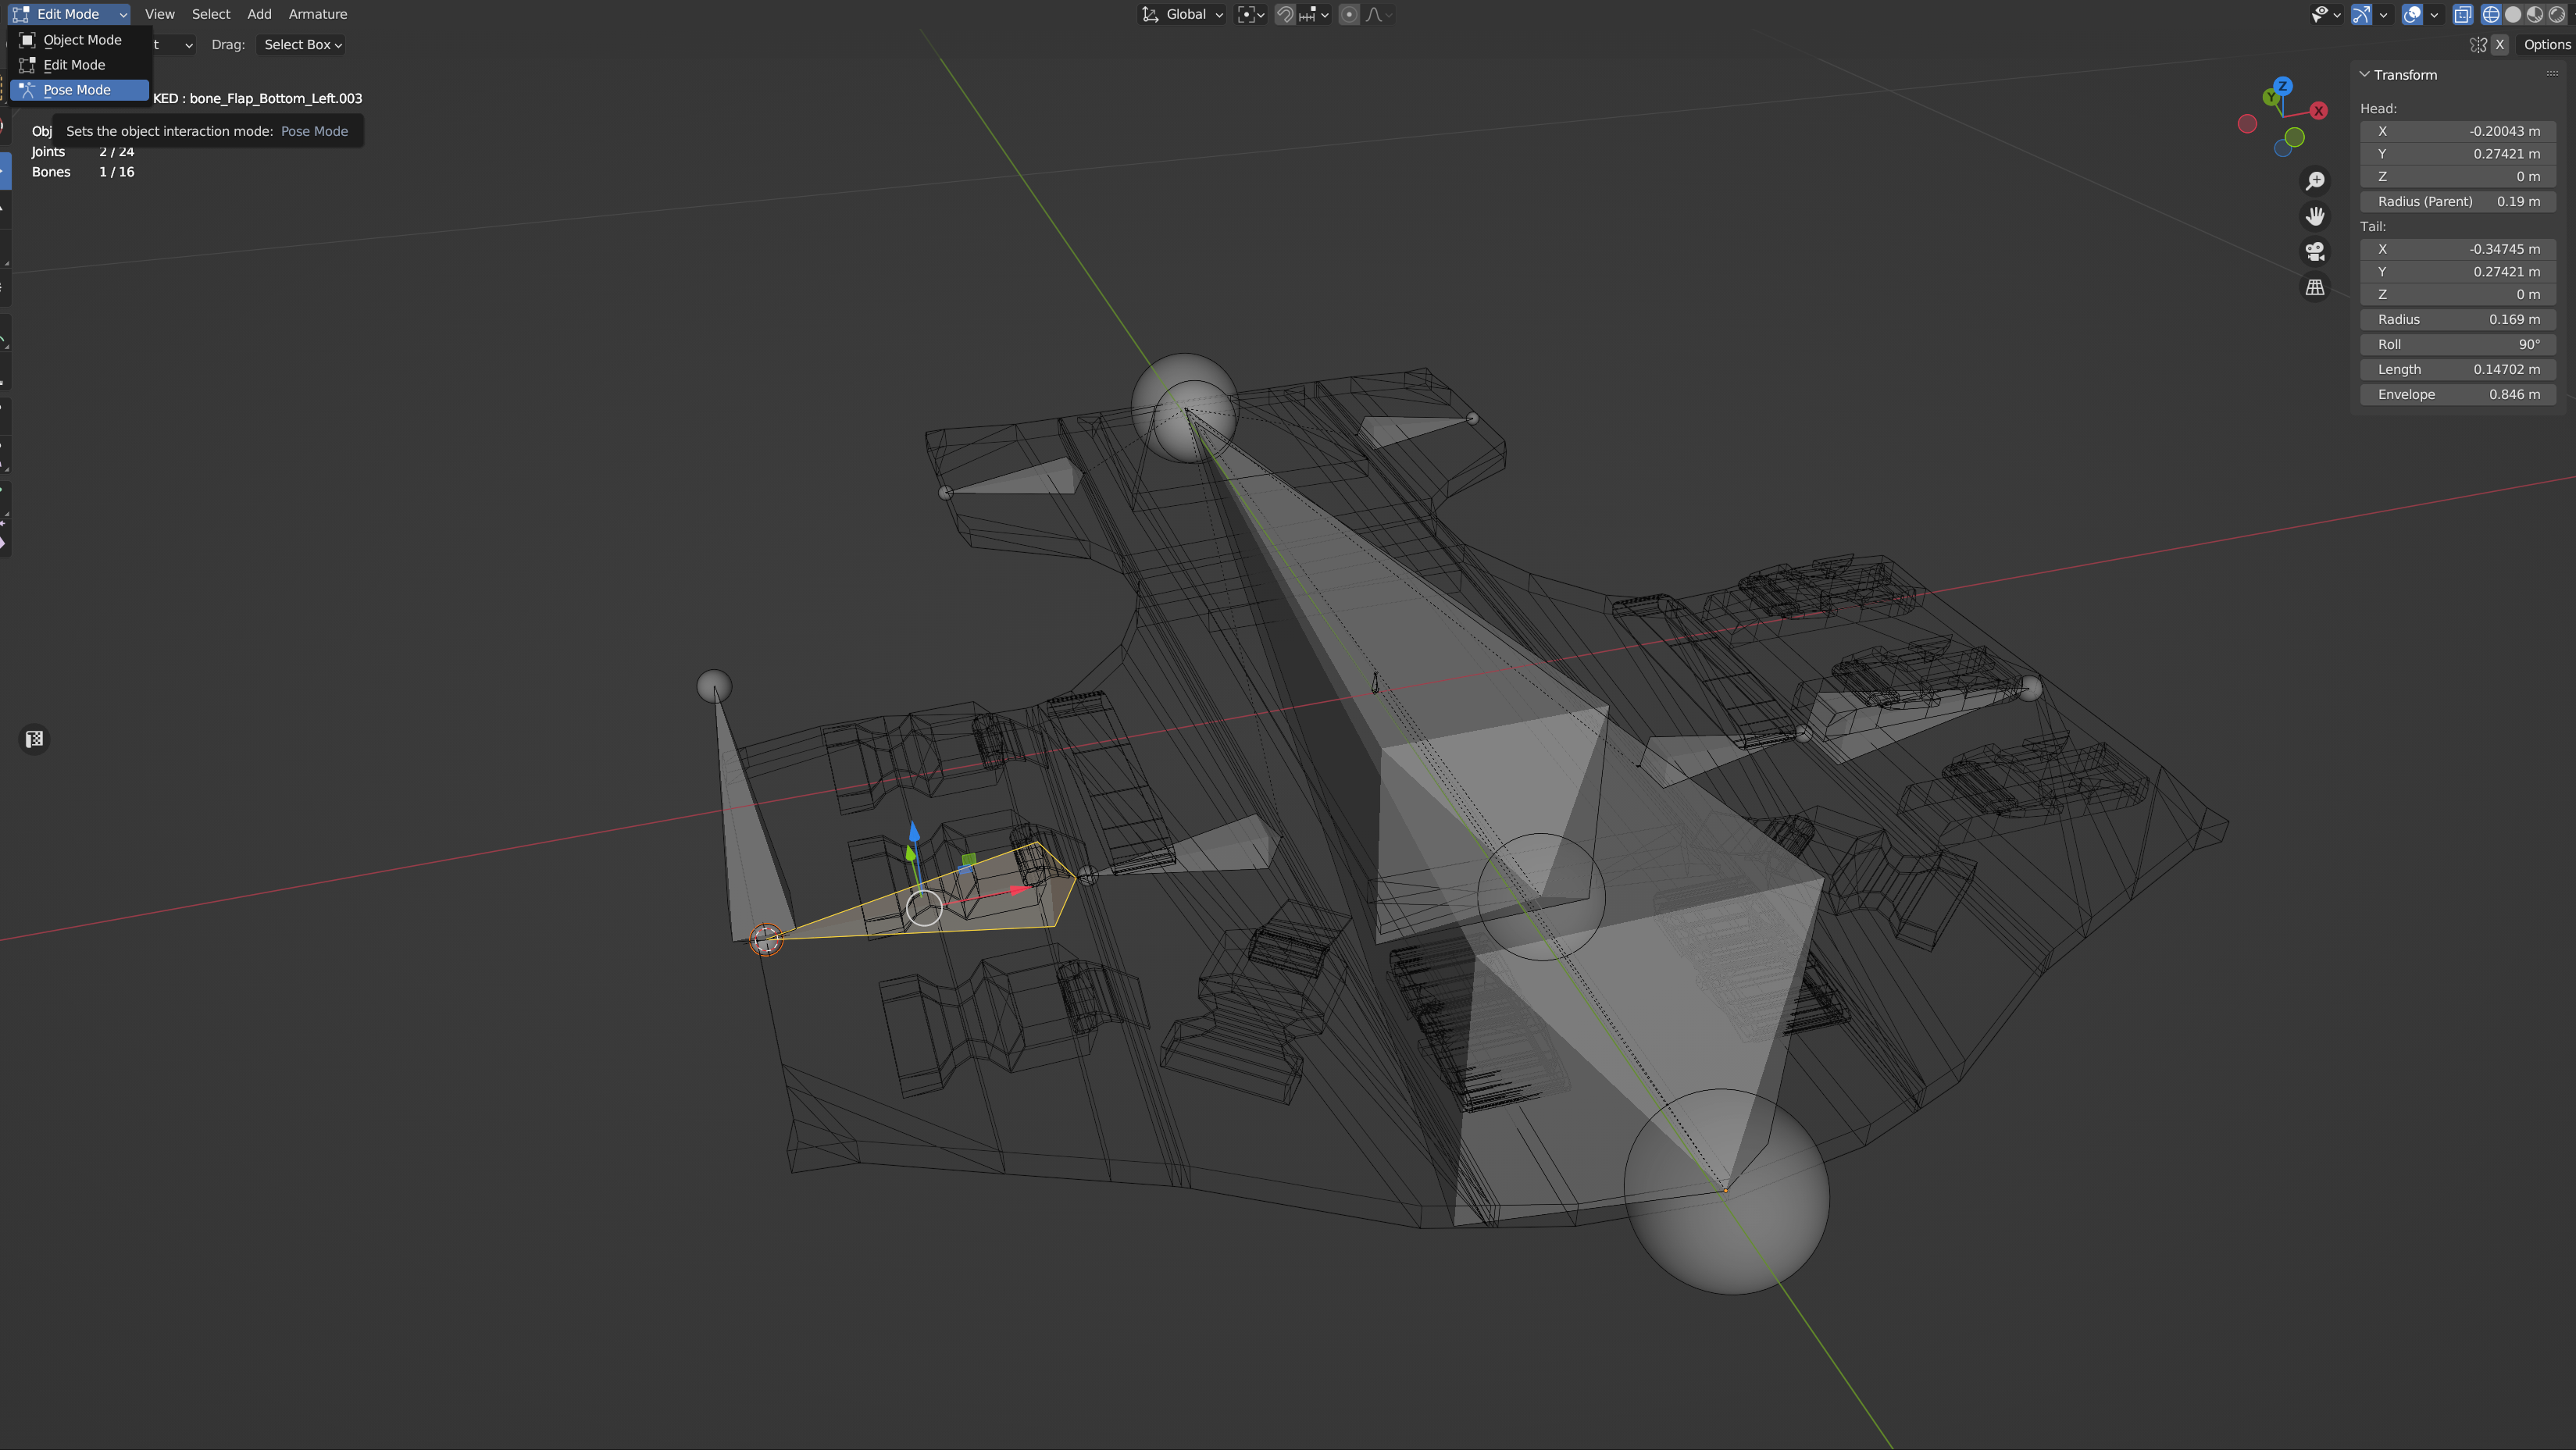 Edit Mode View Select Add Armature Global
Object Mode
Edit Mode
Pose Mode
t Drag: Select Box X Options
KED : bone_Flap_Bottom_Left.003
Obj
Sets the object interaction mode: Pose Mode
Joints 2 / 24
Bones 1 / 16
Z
Y
X
Transform
Head:
X -0.20043 m
Y 0.27421 m
Z 0 m
Radius (Parent) 0.19 m
Tail:
X -0.34745 m
Y 0.27421 m
Z 0 m
Radius 0.169 m
Roll 90°
Length 0.14702 m
Envelope 0.846 m